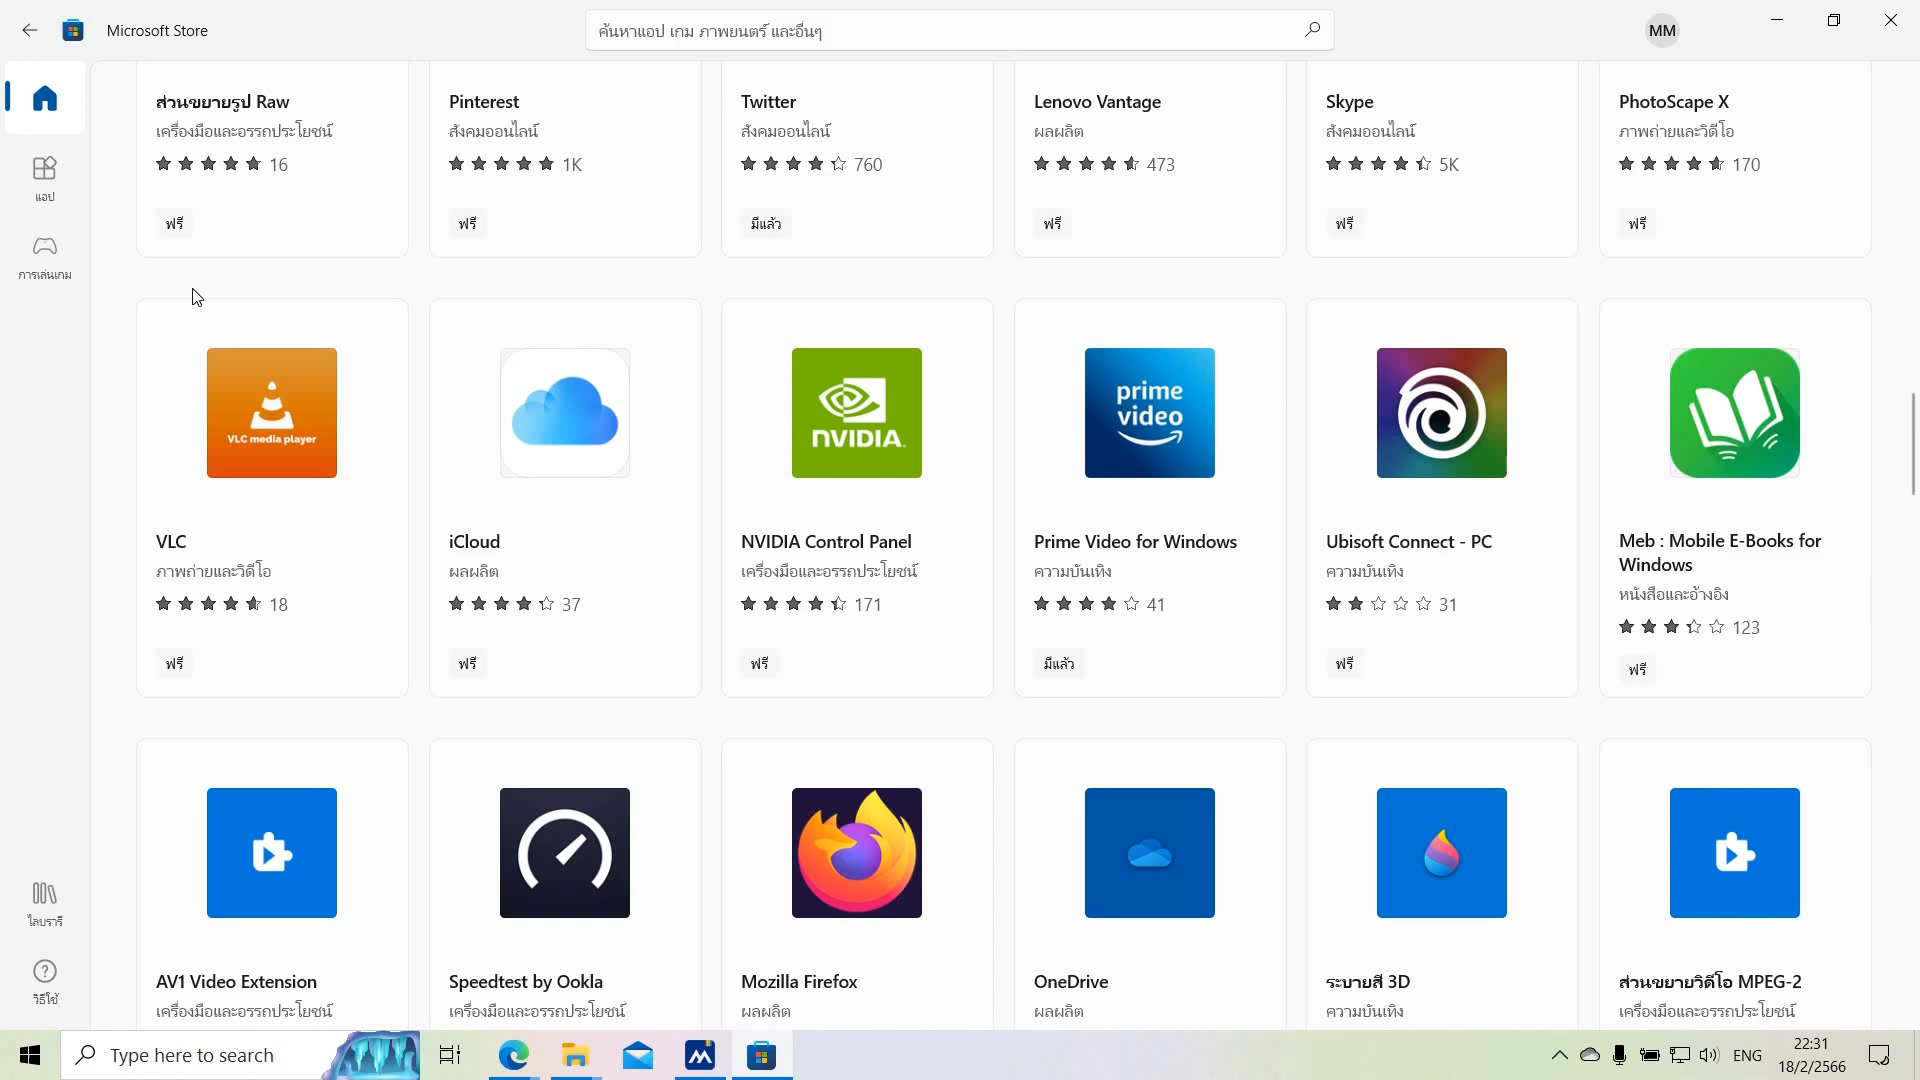 Microsoft Store
ค้นหาแอป เกม ภาพยนตร์ และอื่นๆ
MM
แอป
การเล่นเกม
ไลบรารี
วิธีใช้
ส่วนขยายรูป Raw
เครื่องมือและอรรถประโยชน์
16
ฟรี
Pinterest
สังคมออนไลน์
1K
ฟรี
Twitter
สังคมออนไลน์
760
มีแล้ว
Lenovo Vantage
ผลผลิต
473
ฟรี
Skype
สังคมออนไลน์
5K
ฟรี
PhotoScape X
ภาพถ่ายและวิดีโอ
170
ฟรี
VLC media player
VLC
ภาพถ่ายและวิดีโอ
18
ฟรี
iCloud
ผลผลิต
37
ฟรี
NVIDIA.
NVIDIA Control Panel
เครื่องมือและอรรถประโยชน์
171
ฟรี
prime
video
Prime Video for Windows
ความบันเทิง
41
มีแล้ว
Ubisoft Connect - PC
ความบันเทิง
31
ฟรี
Meb : Mobile E-Books for
Windows
หนังสือและอ้างอิง
123
ฟรี
AV1 Video Extension
เครื่องมือและอรรถประโยชน์
Speedtest by Ookla
เครื่องมือและอรรถประโยชน์
Mozilla Firefox
ผลผลิต
OneDrive
ผลผลิต
ระบายสี 3D
ความบันเทิง
ส่วนขยายวิดีโอ MPEG-2
เครื่องมือและอรรถประโยชน์
Type here to search
ENG
22:31
18/2/2566